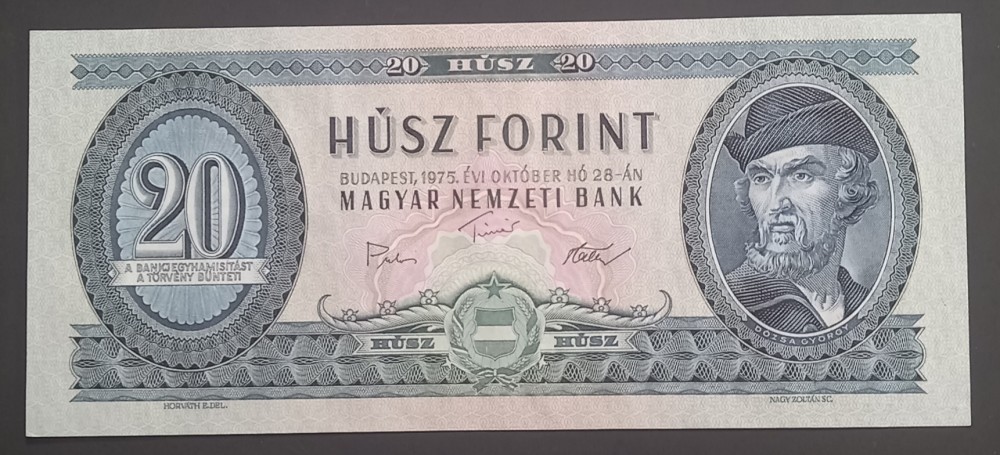 20 HÚSZ 20
HÚSZ FORINT
BUDAPEST, 1975. ÉVI OKTÓBER HÓ 28-ÁN
MAGYAR NEMZETI BANK
20
A BANKJEGYHAMISÍTÁST
A TÖRVÉNY BÜNTETI
DÓZSA GYÖRGY
HÚSZ HÚSZ
HORVÁTH E. DEL.
NAGY ZOLTÁN SC.